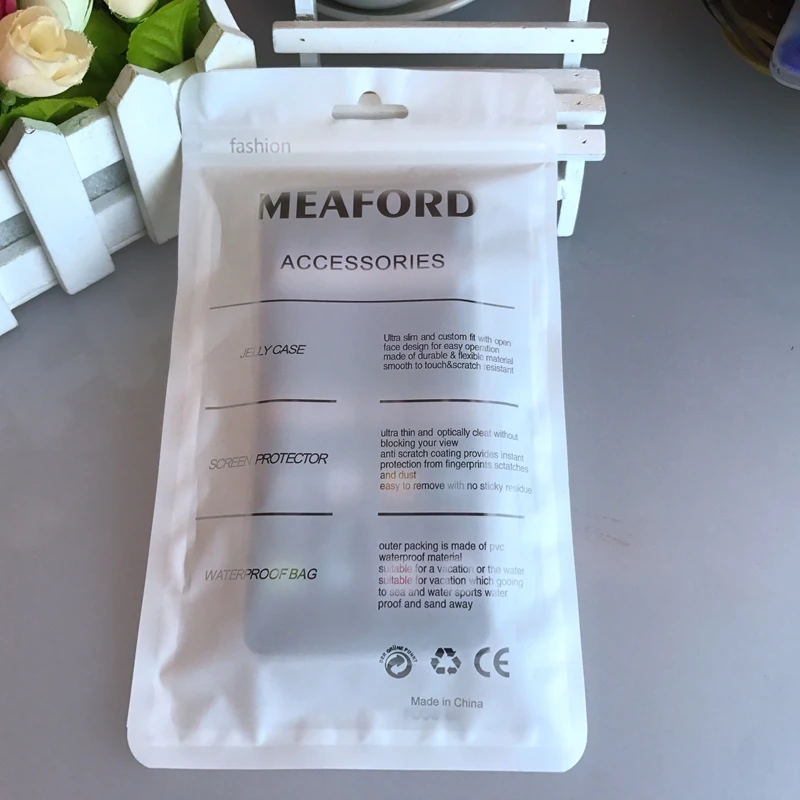 fashion
MEAFORD
ACCESSORIES
JELLY CASE
Ultra slim and custom fit with open
face design for easy operation
made of durable & flexible material
smooth to touch&scratch resistant
SCREEN PROTECTOR
ultra thin and optically cleat without
blocking your view
anti scratch coating provides instant
protection from fingerprints sctatches
and dust
easy to remove with no sticky residue
WATERPROOF BAG
outer packing is made of pvc
waterproof material
suitable for a vacation or the water
suitable for vacation which gooing
to sea and water sports water
proof and sand away
DER GRÜNE PUNKT
CE
Made in China